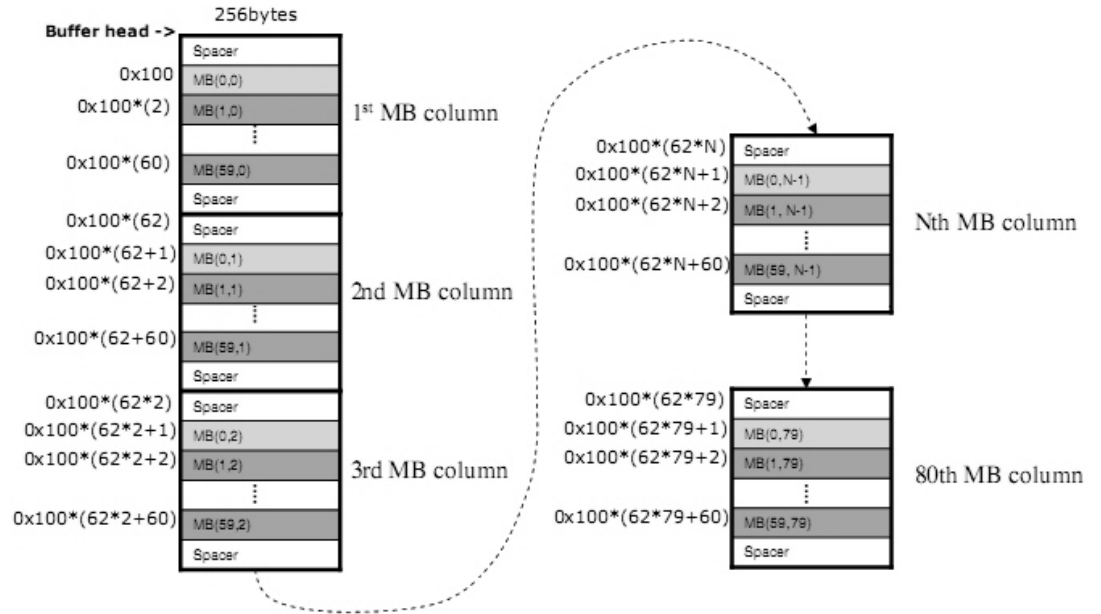 256bytes
Buffer head ->
Spacer
0x100
MB(0,0)
0x100*(2)
MB(1,0)
1st MB column
0x100*(60)
MB(59,0)
Spacer
0x100*(62)
Spacer
0x100*(62+1)
MB(0,1)
0x100*(62+2)
MB(1,1)
2nd MB column
0x100*(62+60)
MB(59,1)
Spacer
0x100*(62*2)
Spacer
0x100*(62*2+1)
MB(0,2)
0x100*(62*2+2)
MB(1,2)
3rd MB column
0x100*(62*2+60)
MB(59,2)
Spacer
0x100*(62*N)
Spacer
0x100*(62*N+1)
MB(0,N-1)
0x100*(62*N+2)
MB(1, N-1)
Nth MB column
0x100*(62*N+60)
MB(59, N-1)
Spacer
0x100*(62*79)
Spacer
0x100*(62*79+1)
MB(0,79)
0x100*(62*79+2)
MB(1,79)
80th MB column
0x100*(62*79+60)
MB(59,79)
Spacer